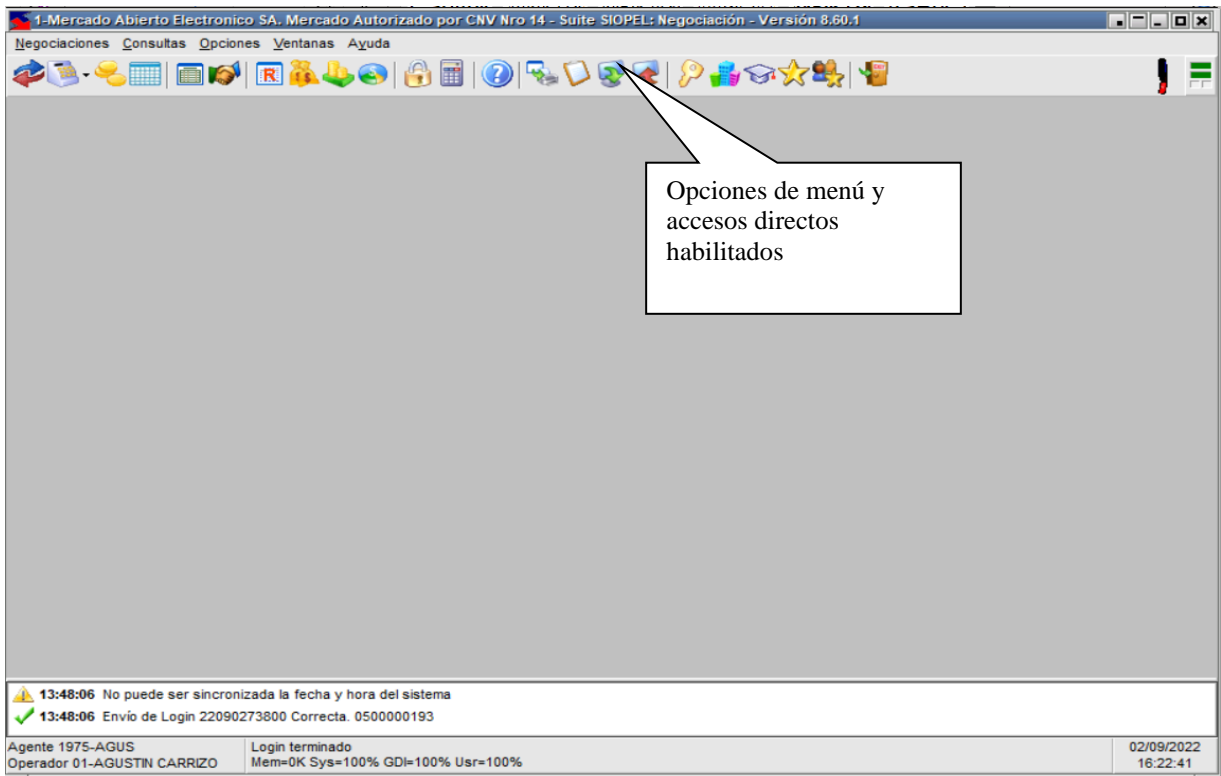 1-Mercado Abierto Electronico SA. Mercado Autorizado por CNV Nro 14 - Suite SIOPEL: Negociación - Versión 8.60.1
Negociaciones Consultas Opciones Ventanas Ayuda
Opciones de menú y
accesos directos
habilitados
13:48:06 No puede ser sincronizada la fecha y hora del sistema
13:48:06 Envío de Login 22090273800 Correcta. 0500000193
Agente 1975-AGUS Login terminado 02/09/2022
Operador 01-AGUSTIN CARRIZO Mem=0K Sys=100% GDI=100% Usr=100% 16:22:41